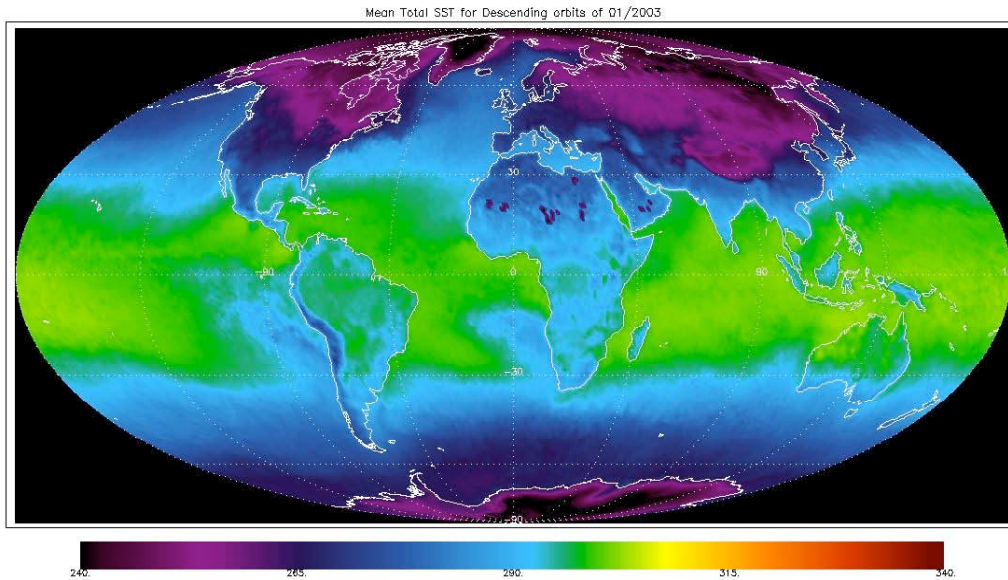 Mean Total SST for Descending orbits of 01/2003
30
-90 0 90
-30
-90
240. 265. 290. 315. 340.